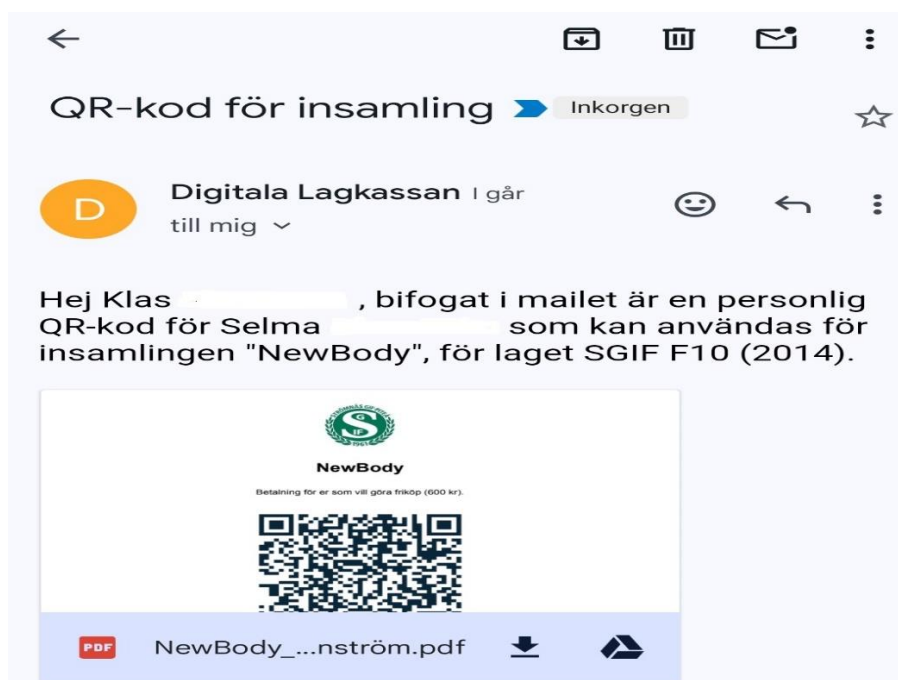 QR-kod för insamling Inkorgen
D
Digitala Lagkassan I går
till mig
Hej Klas , bifogat i mailet är en personlig
QR-kod för Selma som kan användas för
insamlingen "NewBody", för laget SGIF F10 (2014).
SGIF
NewBody
Betalning för er som vill göra friköp (600 kr).
PDF NewBody_...nström.pdf